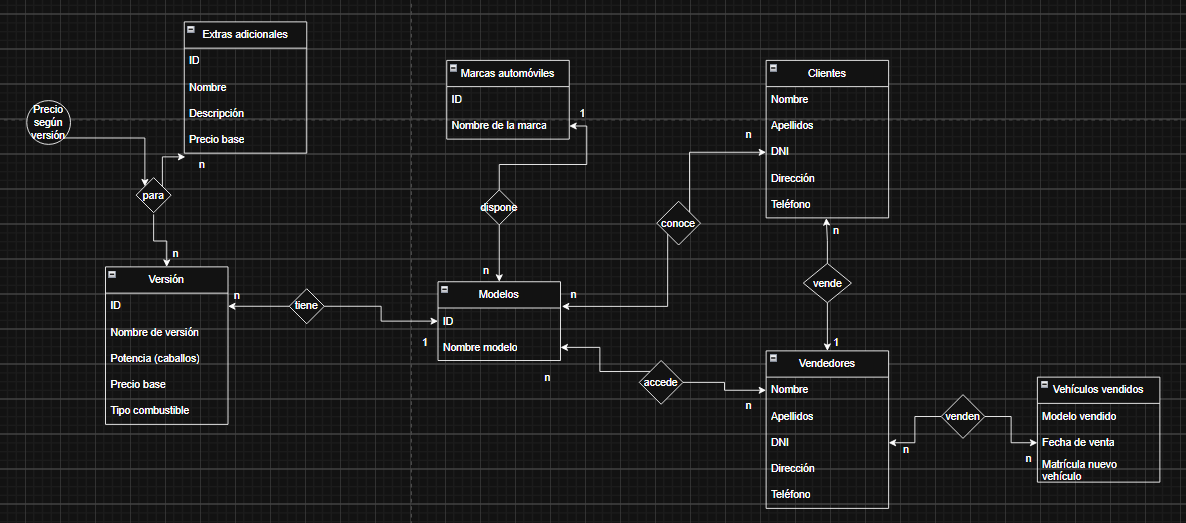 Extras adicionales
ID
Nombre
Descripción
Precio base
n
Precio
según
versión
para
n
Versión
ID
Nombre de versión
Potencia (caballos)
Precio base
Tipo combustible
n
tiene
1
Marcas automóviles
ID
Nombre de la marca
1
dispone
n
Modelos
ID
Nombre modelo
n
conoce
n
n
accede
n
Clientes
Nombre
Apellidos
DNI
Dirección
Teléfono
n
vende
1
Vendedores
Nombre
Apellidos
DNI
Dirección
Teléfono
n
venden
n
Vehículos vendidos
Modelo vendido
Fecha de venta
Matrícula nuevo
vehículo